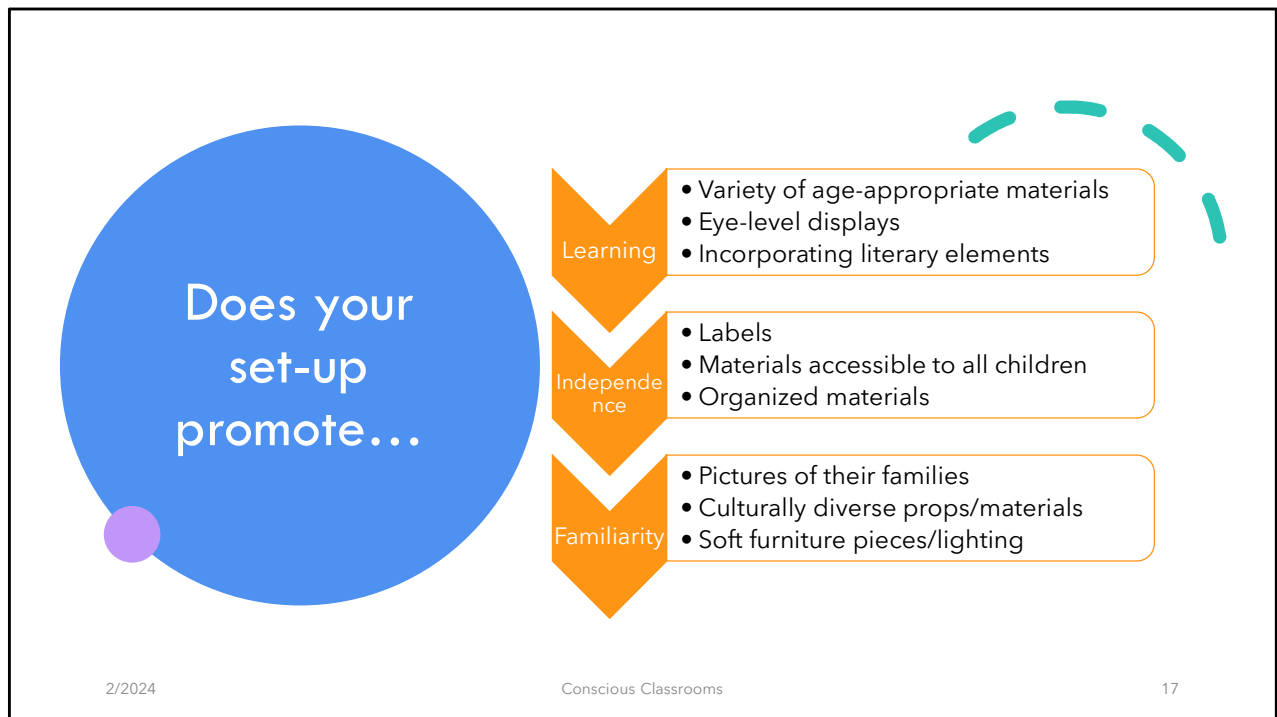 Does your
set-up
promote…
Learning
• Variety of age-appropriate materials
• Eye-level displays
• Incorporating literary elements
Independe
nce
• Labels
• Materials accessible to all children
• Organized materials
Familiarity
• Pictures of their families
• Culturally diverse props/materials
• Soft furniture pieces/lighting
2/2024
Conscious Classrooms
17